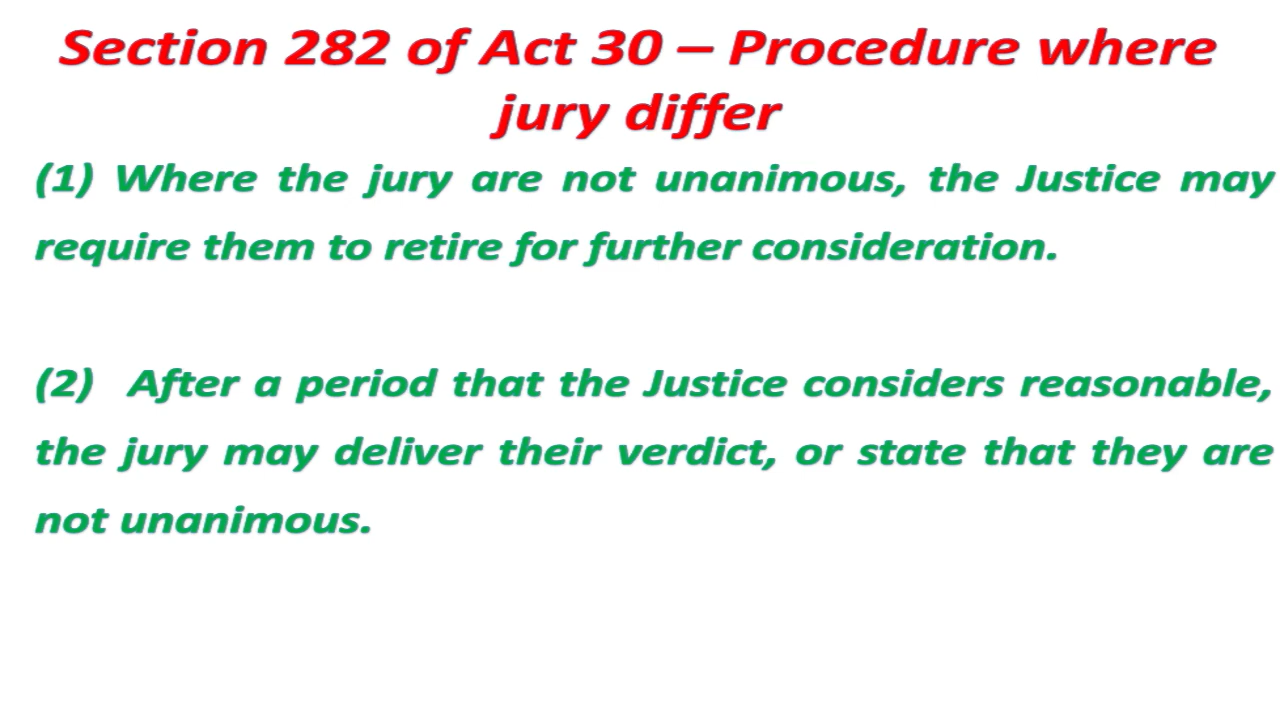 Section 282 of Act 30 – Procedure where
jury differ
(1) Where the jury are not unanimous, the Justice may
require them to retire for further consideration.
(2) After a period that the Justice considers reasonable,
the jury may deliver their verdict, or state that they are
not unanimous.